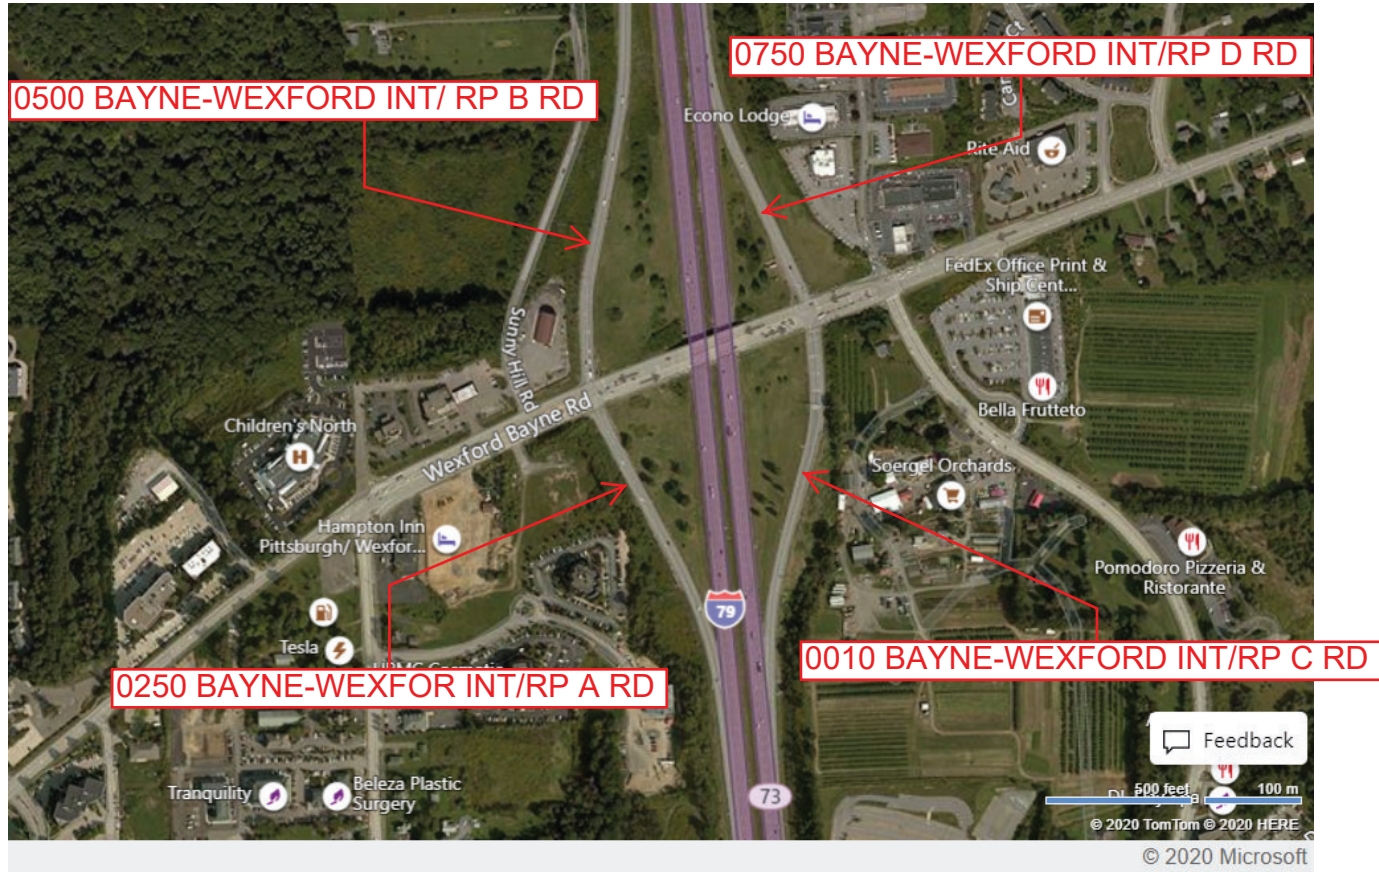 0750 BAYNE-WEXFORD INT/RP D RD
0500 BAYNE-WEXFORD INT/ RP B RD
Econo Lodge
Rite Aid
Ct
FedEx Office Print &
Ship Cent...
Sunny Hill Rd
Bella Frutteto
Wexford Bayne Rd
Children's North
Soergel Orchards
Hampton Inn
Pittsburgh/ Wexfor...
Pomodoro Pizzeria &
Ristorante
79
Tesla
0010 BAYNE-WEXFORD INT/RP C RD
0250 BAYNE-WEXFOR INT/RP A RD
Feedback
Tranquility
Beleza Plastic
Surgery
73
500 feet
100 m
© 2020 TomTom © 2020 HERE
© 2020 Microsoft